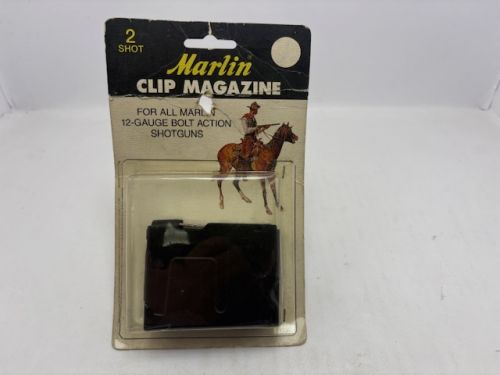 2
SHOT
Marlin
CLIP MAGAZINE
FOR ALL MARLIN
12-GAUGE BOLT ACTION
SHOTGUNS